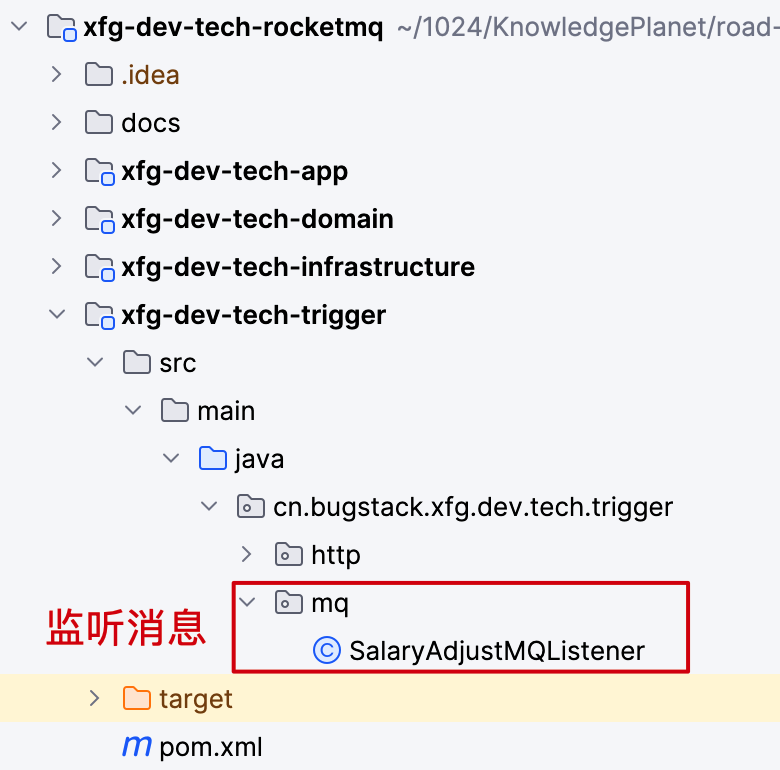 xfg-dev-tech-rocketmq ~/1024/KnowledgePlanet/road-
.idea
docs
xfg-dev-tech-app
xfg-dev-tech-domain
xfg-dev-tech-infrastructure
xfg-dev-tech-trigger
src
main
java
cn.bugstack.xfg.dev.tech.trigger
http
mq
监听消息
C SalaryAdjustMQListener
target
m pom.xml